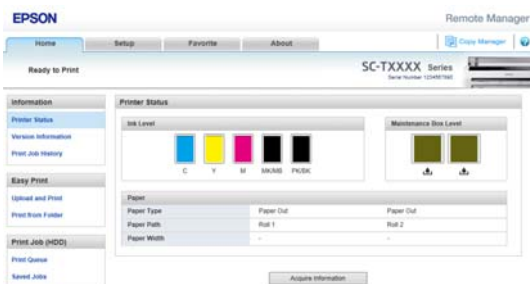 EPSON
Remote Manager
Home Setup Favorite About
Copy Manager
Ready to Print
SC-TXXXX Series
Serial Number 1234567890
Information
Printer Status
Version Information
Print Job History
Easy Print
Upload and Print
Print from Folder
Print Job (HDD)
Print Queue
Saved Jobs
Printer Status
Ink Level
C Y M MK/MB PK/BK
Maintenance Box Level
Paper
Paper Type Paper Out Paper Out
Paper Path Roll 1 Roll 2
Paper Width - -
Acquire Information